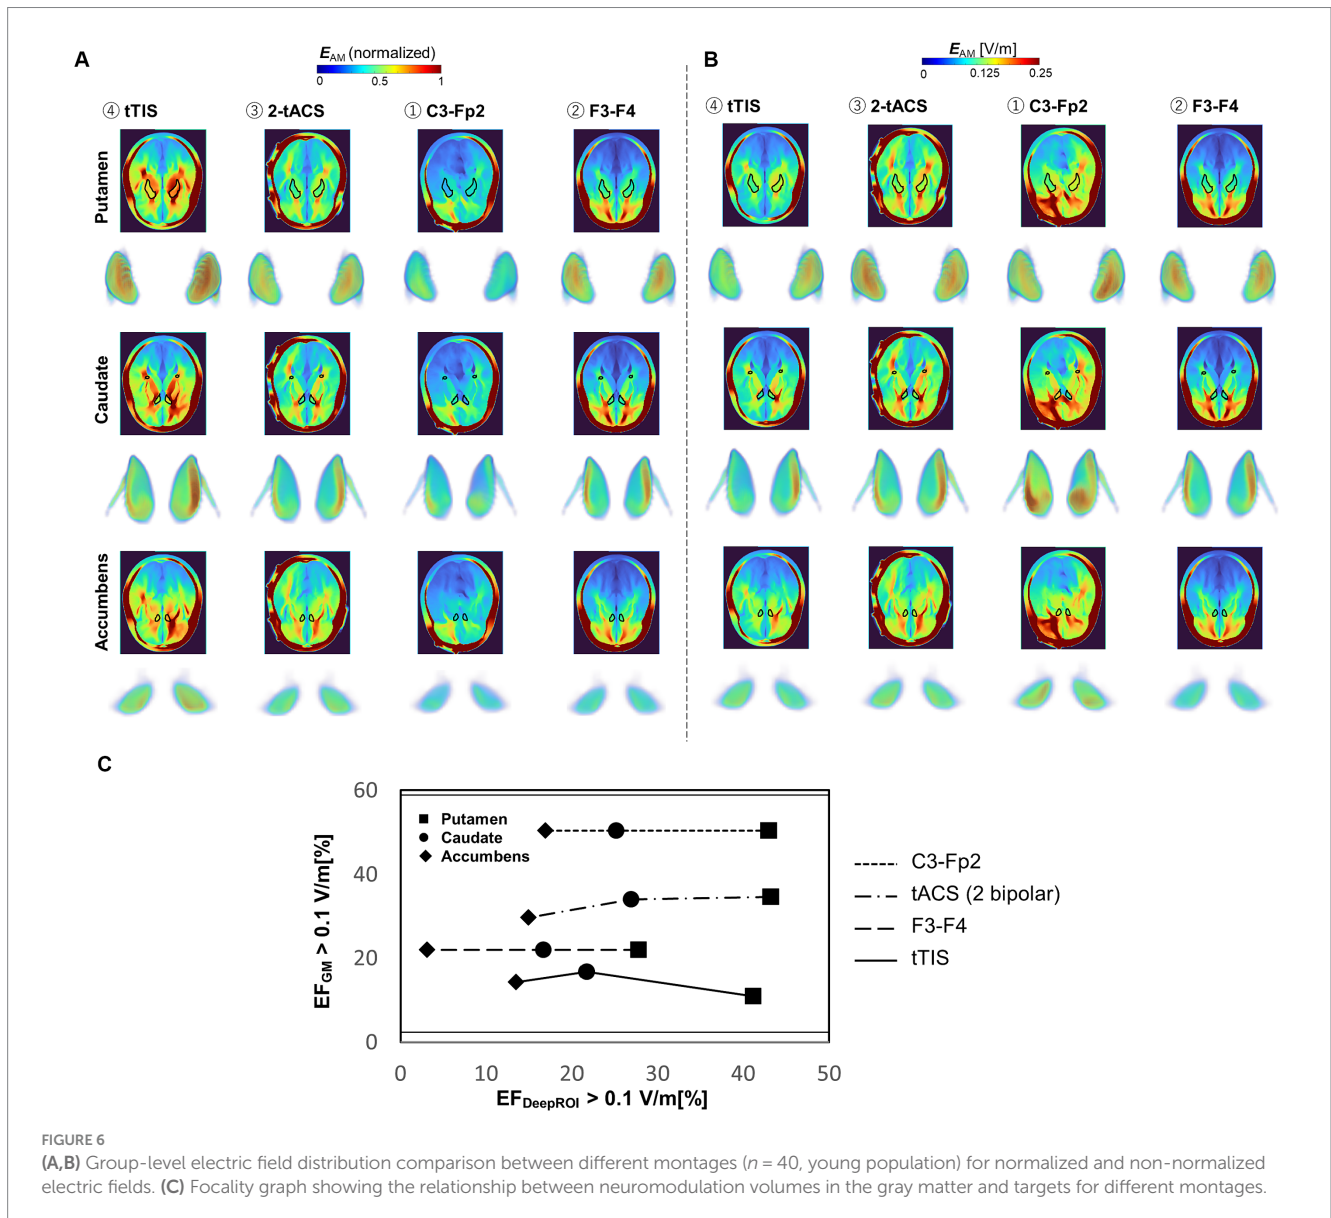 A
B
E_AM (normalized)
0 0.5 1
E_AM [V/m]
0 0.125 0.25
④ tTIS ③ 2-tACS ① C3-Fp2 ② F3-F4
④ tTIS ③ 2-tACS ① C3-Fp2 ② F3-F4
Putamen
Caudate
Accumbens
C
60
40
20
0
EF_GM > 0.1 V/m[%]
Putamen
Caudate
Accumbens
C3-Fp2
tACS (2 bipolar)
F3-F4
tTIS
0 10 20 30 40 50
EF_DeepROI > 0.1 V/m[%]
FIGURE 6
(A,B) Group-level electric field distribution comparison between different montages (n = 40, young population) for normalized and non-normalized
electric fields. (C) Focality graph showing the relationship between neuromodulation volumes in the gray matter and targets for different montages.